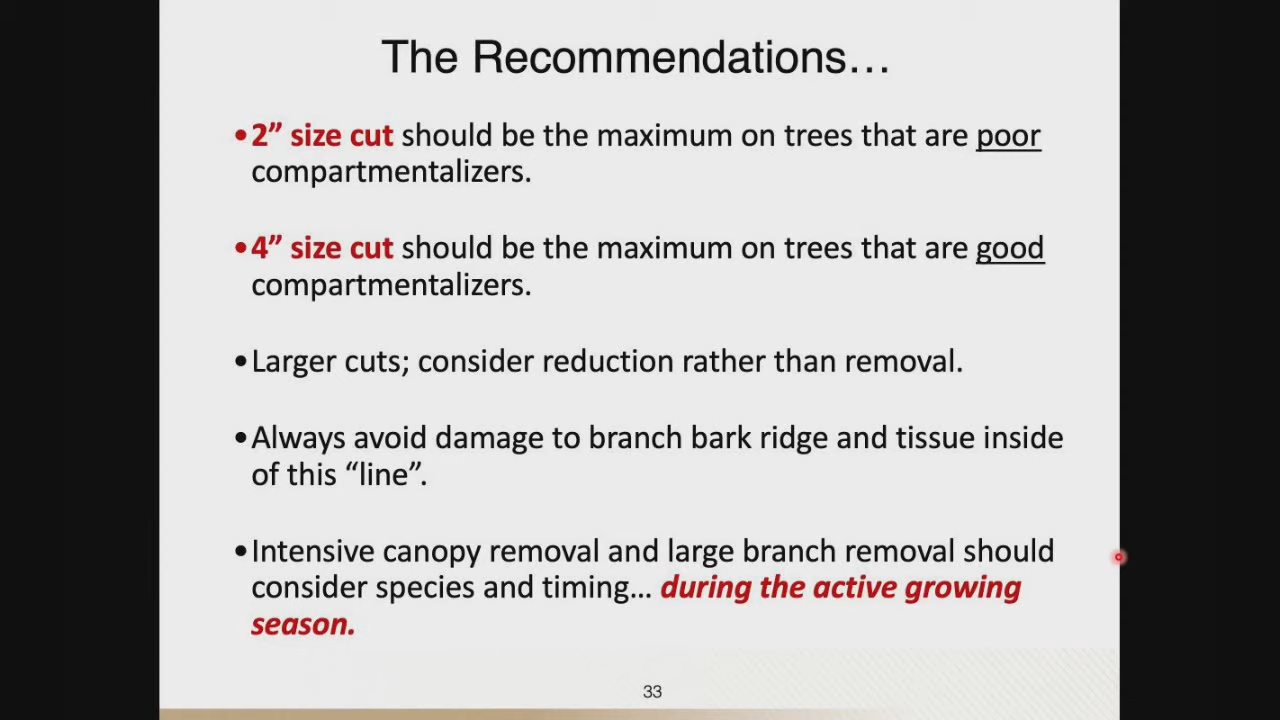 The Recommendations…
•2” size cut should be the maximum on trees that are poor
compartmentalizers.
•4” size cut should be the maximum on trees that are good
compartmentalizers.
•Larger cuts; consider reduction rather than removal.
•Always avoid damage to branch bark ridge and tissue inside
of this “line”.
•Intensive canopy removal and large branch removal should
consider species and timing… during the active growing
season.
33